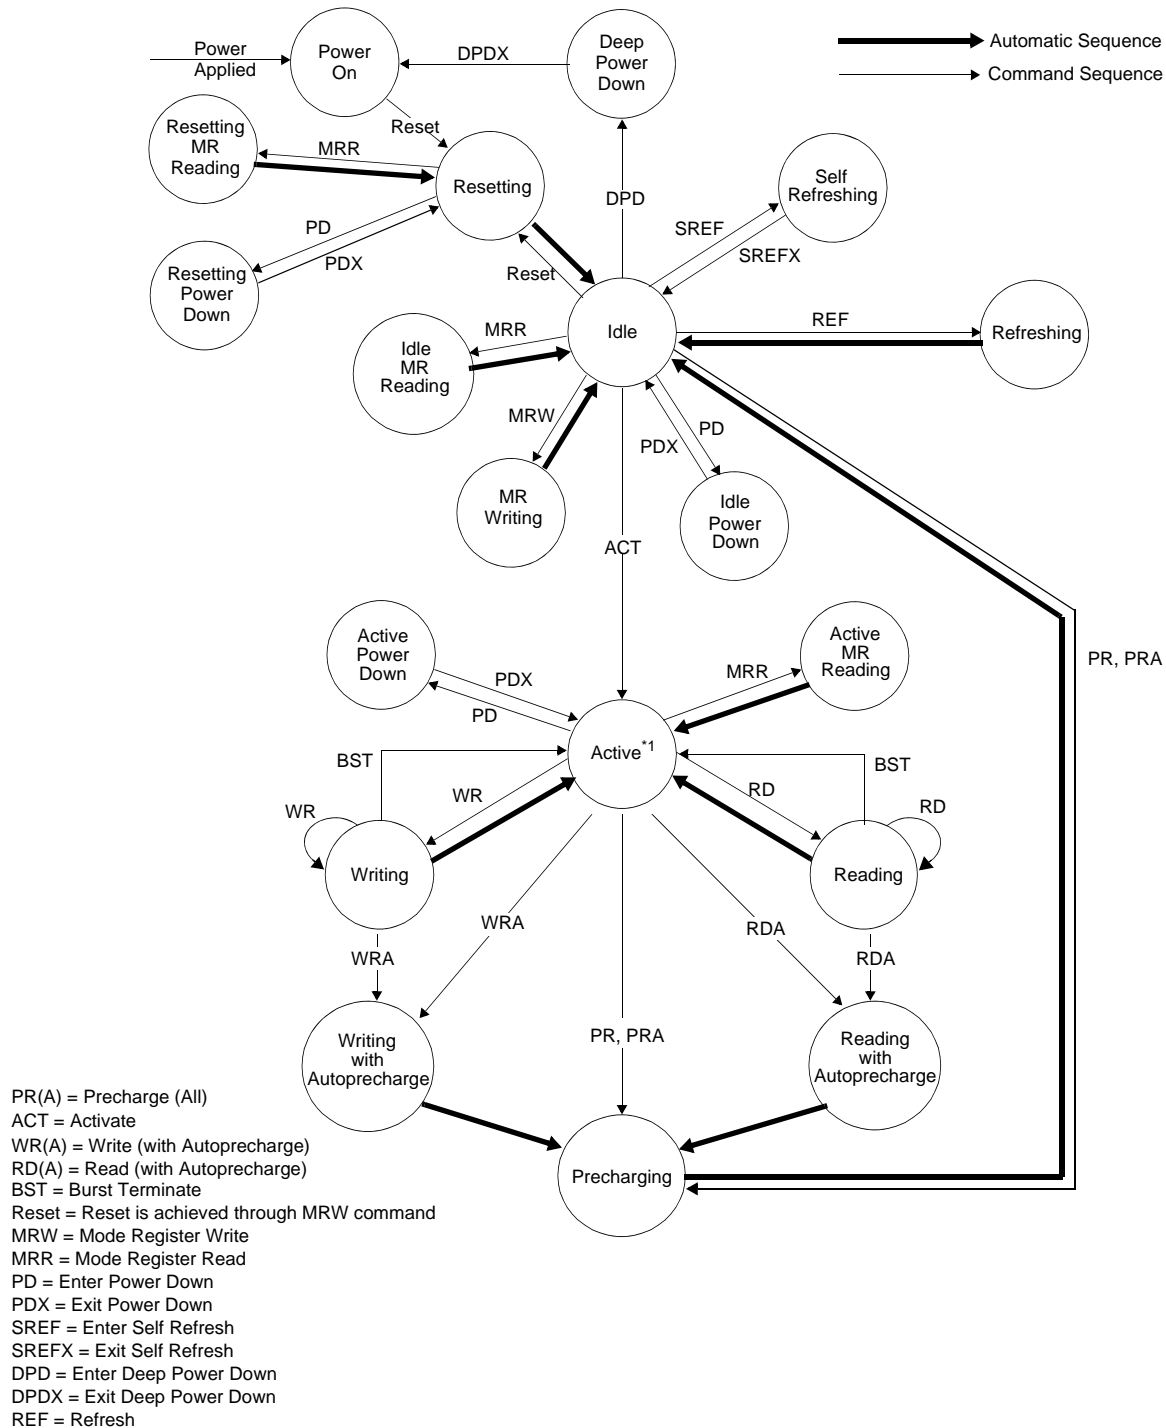 Power
Applied
Power
On
DPDX
Deep
Power
Down
Automatic Sequence
Command Sequence
Reset
Resetting
MR
Reading
MRR
Resetting
DPD
Self
Refreshing
SREF
SREFX
PD
PDX
Resetting
Power
Down
Reset
Idle
REF
Refreshing
MRR
Idle
MR
Reading
MRW
PD
PDX
MR
Writing
Idle
Power
Down
ACT
Active
Power
Down
PDX
PD
Active
MR
Reading
MRR
PR, PRA
Active*1
BST
WR
RD
BST
WR
RD
Writing
Reading
WRA
WRA
RDA
RDA
Writing
with
Autoprecharge
PR, PRA
Reading
with
Autoprecharge
Precharging
PR(A) = Precharge (All)
ACT = Activate
WR(A) = Write (with Autoprecharge)
RD(A) = Read (with Autoprecharge)
BST = Burst Terminate
Reset = Reset is achieved through MRW command
MRW = Mode Register Write
MRR = Mode Register Read
PD = Enter Power Down
PDX = Exit Power Down
SREF = Enter Self Refresh
SREFX = Exit Self Refresh
DPD = Enter Deep Power Down
DPDX = Exit Deep Power Down
REF = Refresh